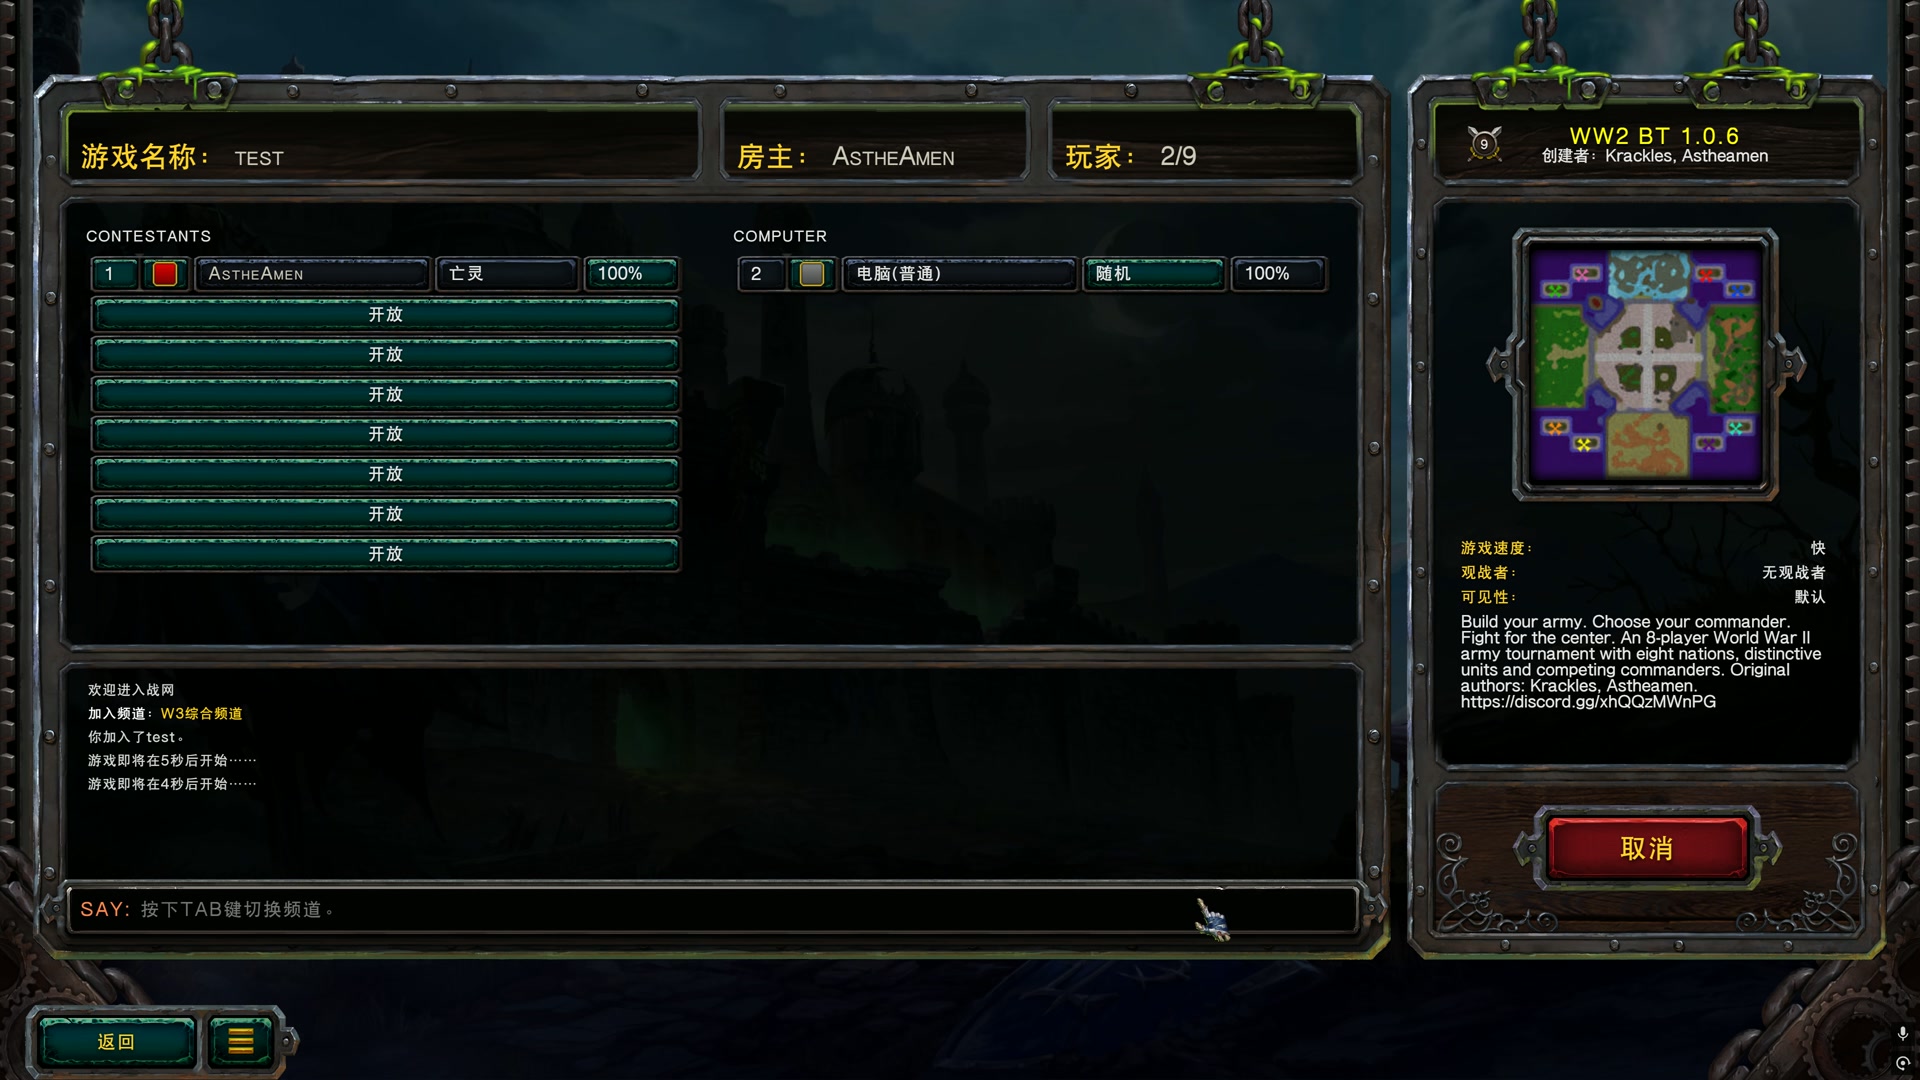 游戏名称： TEST
房主： ASTHEAMEN
玩家： 2/9
9
WW2 BT 1.0.6
创建者：Krackles, Astheamen
CONTESTANTS
1 ASTHEAMEN 亡灵 100%
开放
开放
开放
开放
开放
开放
开放
COMPUTER
2 电脑(普通) 随机 100%
游戏速度： 快
观战者： 无观战者
可见性： 默认
Build your army. Choose your commander.
Fight for the center. An 8-player World War II
army tournament with eight nations, distinctive
units and competing commanders. Original
authors: Krackles, Astheamen.
https://discord.gg/xhQQzMWnPG
欢迎进入战网
加入频道：W3综合频道
你加入了test。
游戏即将在5秒后开始……
游戏即将在4秒后开始……
SAY: 按下TAB键切换频道。
取消
返回